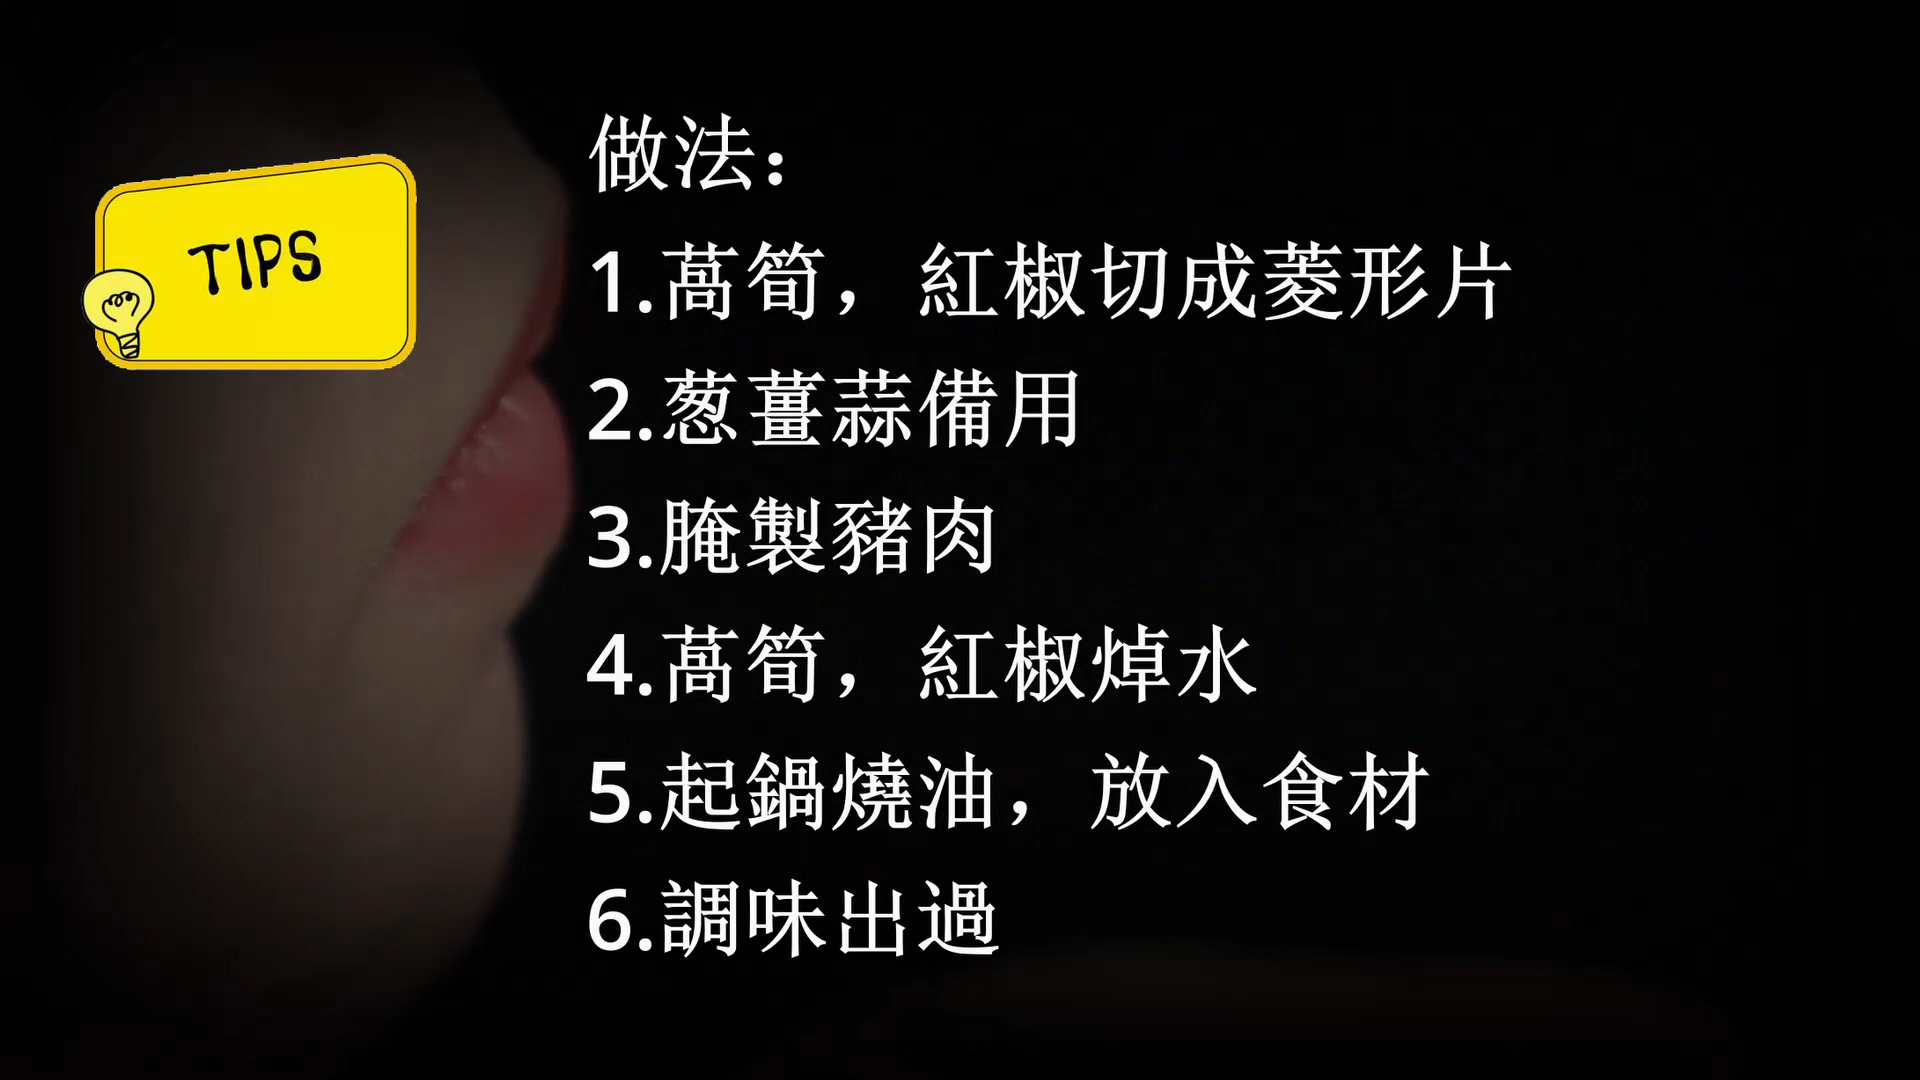 TIPS
做法:
1.萵筍，紅椒切成菱形片
2.葱薑蒜備用
3.腌製豬肉
4.萵筍，紅椒焯水
5.起鍋燒油，放入食材
6.調味出過